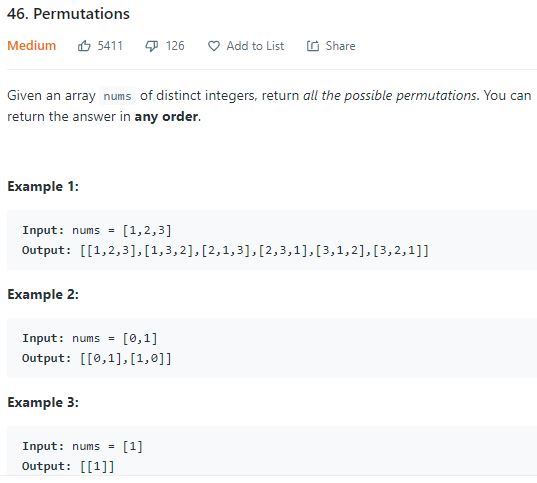 46. Permutations
Medium 5411 126 Add to List Share
Given an array nums of distinct integers, return all the possible permutations. You can
return the answer in any order.
Example 1:
Input: nums = [1,2,3]
Output: [[1,2,3],[1,3,2],[2,1,3],[2,3,1],[3,1,2],[3,2,1]]
Example 2:
Input: nums = [0,1]
Output: [[0,1],[1,0]]
Example 3:
Input: nums = [1]
Output: [[1]]